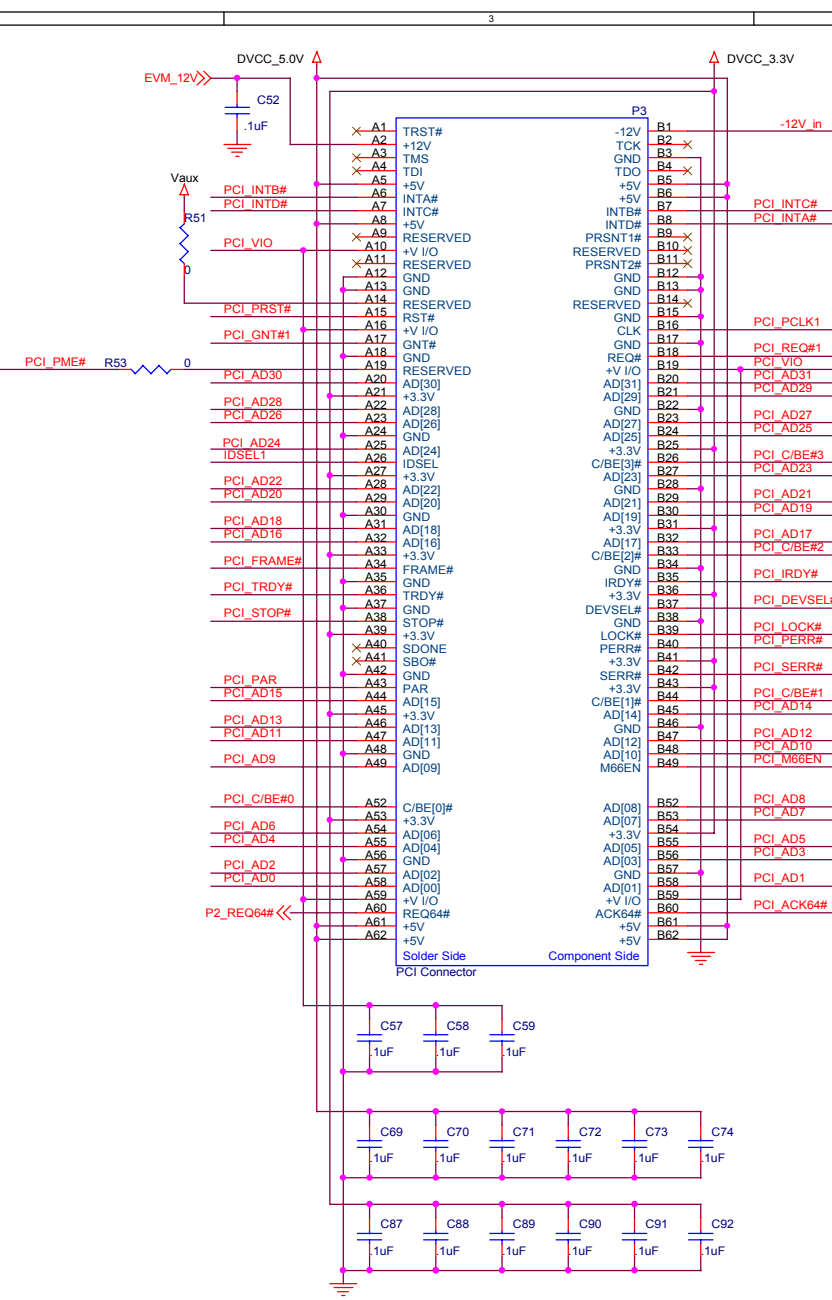 3
DVCC_5.0V
DVCC_3.3V
EVM_12V
C52
.1uF
Vaux
R51
0
P3
PCI_PME#
R53
0
A1 TRST# -12V B1 -12V_in
A2 +12V TCK B2
A3 TMS GND B3
A4 TDI TDO B4
A5 +5V +5V B5
PCI_INTB# A6 INTA# +5V B6
PCI_INTD# A7 INTC# INTB# B7 PCI_INTC#
A8 +5V INTD# B8 PCI_INTA#
A9 RESERVED PRSNT1# B9
PCI_VIO A10 +V I/O RESERVED B10
A11 RESERVED PRSNT2# B11
A12 GND GND B12
A13 GND GND B13
A14 RESERVED RESERVED B14
PCI_PRST# A15 RST# GND B15
A16 +V I/O CLK B16 PCI_PCLK1
PCI_GNT#1 A17 GNT# GND B17
A18 GND REQ# B18 PCI_REQ#1
A19 RESERVED +V I/O B19 PCI_VIO
PCI_AD30 A20 AD[30] AD[31] B20 PCI_AD31
A21 +3.3V AD[29] B21 PCI_AD29
PCI_AD28 A22 AD[28] GND B22
PCI_AD26 A23 AD[26] AD[27] B23 PCI_AD27
A24 GND AD[25] B24 PCI_AD25
PCI_AD24 A25 AD[24] +3.3V B25
IDSEL1 A26 IDSEL C/BE[3]# B26 PCI_C/BE#3
A27 +3.3V AD[23] B27 PCI_AD23
PCI_AD22 A28 AD[22] GND B28
PCI_AD20 A29 AD[20] AD[21] B29 PCI_AD21
A30 GND AD[19] B30 PCI_AD19
PCI_AD18 A31 AD[18] +3.3V B31
PCI_AD16 A32 AD[16] AD[17] B32 PCI_AD17
A33 +3.3V C/BE[2]# B33 PCI_C/BE#2
PCI_FRAME# A34 FRAME# GND B34
A35 GND IRDY# B35 PCI_IRDY#
PCI_TRDY# A36 TRDY# +3.3V B36
A37 GND DEVSEL# B37 PCI_DEVSEL#
PCI_STOP# A38 STOP# GND B38
A39 +3.3V LOCK# B39 PCI_LOCK#
A40 SDONE PERR# B40 PCI_PERR#
A41 SBO# +3.3V B41
A42 GND SERR# B42 PCI_SERR#
PCI_PAR A43 PAR +3.3V B43
PCI_AD15 A44 AD[15] C/BE[1]# B44 PCI_C/BE#1
A45 +3.3V AD[14] B45 PCI_AD14
PCI_AD13 A46 AD[13] GND B46
PCI_AD11 A47 AD[11] AD[12] B47 PCI_AD12
A48 GND AD[10] B48 PCI_AD10
PCI_AD9 A49 AD[09] M66EN B49 PCI_M66EN
PCI_C/BE#0 A52 C/BE[0]# AD[08] B52 PCI_AD8
A53 +3.3V AD[07] B53 PCI_AD7
PCI_AD6 A54 AD[06] +3.3V B54
PCI_AD4 A55 AD[04] AD[05] B55 PCI_AD5
A56 GND AD[03] B56 PCI_AD3
PCI_AD2 A57 AD[02] GND B57
PCI_AD0 A58 AD[00] AD[01] B58 PCI_AD1
A59 +V I/O +V I/O B59
P2_REQ64# A60 REQ64# ACK64# B60 PCI_ACK64#
A61 +5V +5V B61
A62 +5V +5V B62
Solder Side Component Side
PCI Connector
C57 C58 C59
.1uF .1uF .1uF
C69 C70 C71 C72 C73 C74
.1uF .1uF .1uF .1uF .1uF .1uF
C87 C88 C89 C90 C91 C92
.1uF .1uF .1uF .1uF .1uF .1uF